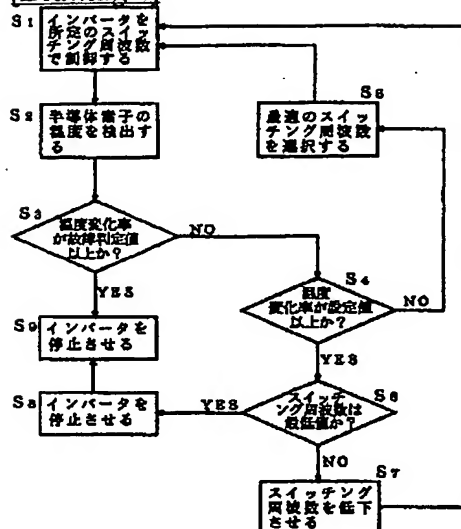 S1
インバータを
所定のスイッ
チング周波数
で制御する
S2
半導体素子の
温度を検出す
る
S3
温度変化率
が故障判定値
以上か?
NO
YES
S9
インバータを
停止させる
S8
インバータを
停止させる
YES
S5
最適のスイッ
チング周波数
を選択する
S4
温度
変化率が設定値
以上か?
NO
YES
S6
スイッチ
ング周波数は
最低値か?
NO
S7
スイッチング
周波数を低下
させる